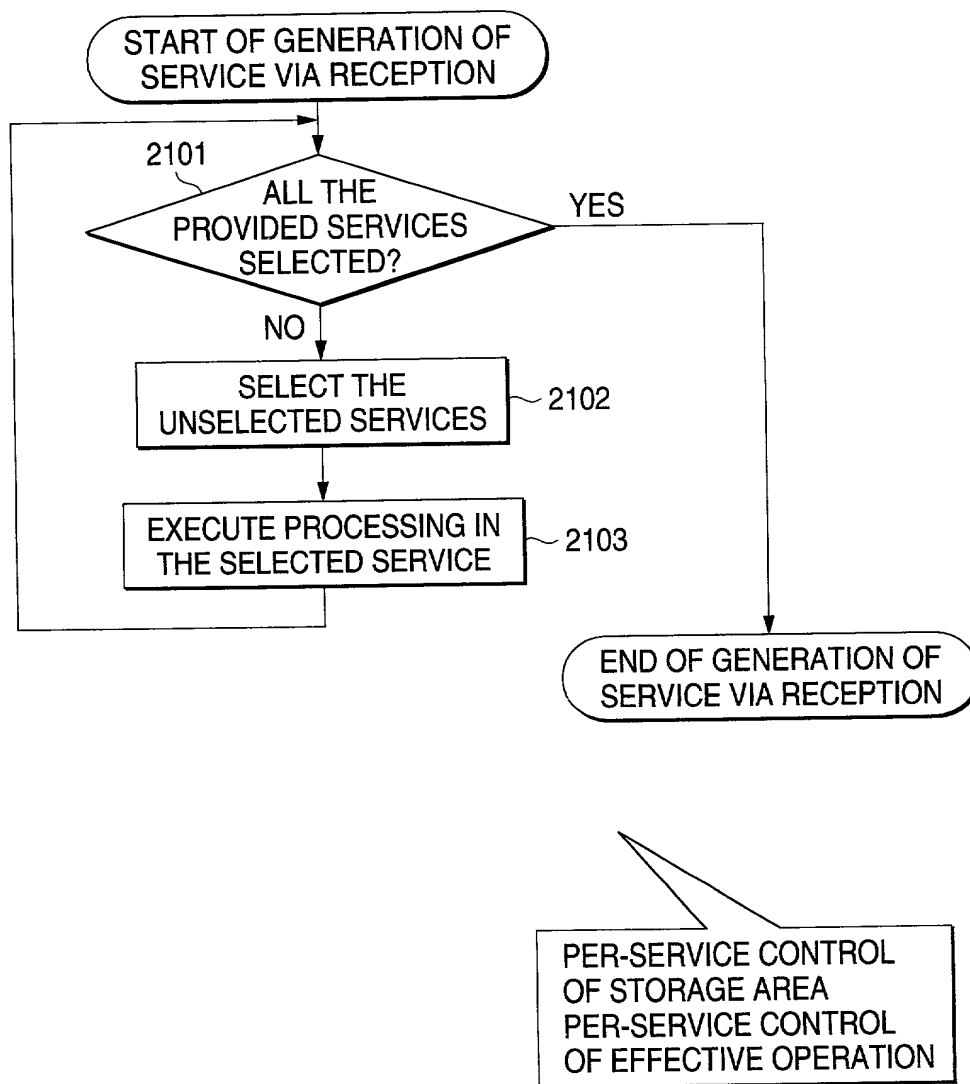 START OF GENERATION OF
SERVICE VIA RECEPTION
2101
ALL THE
PROVIDED SERVICES
SELECTED?
YES
NO
SELECT THE
UNSELECTED SERVICES
2102
EXECUTE PROCESSING IN
THE SELECTED SERVICE
2103
END OF GENERATION OF
SERVICE VIA RECEPTION
PER-SERVICE CONTROL
OF STORAGE AREA
PER-SERVICE CONTROL
OF EFFECTIVE OPERATION